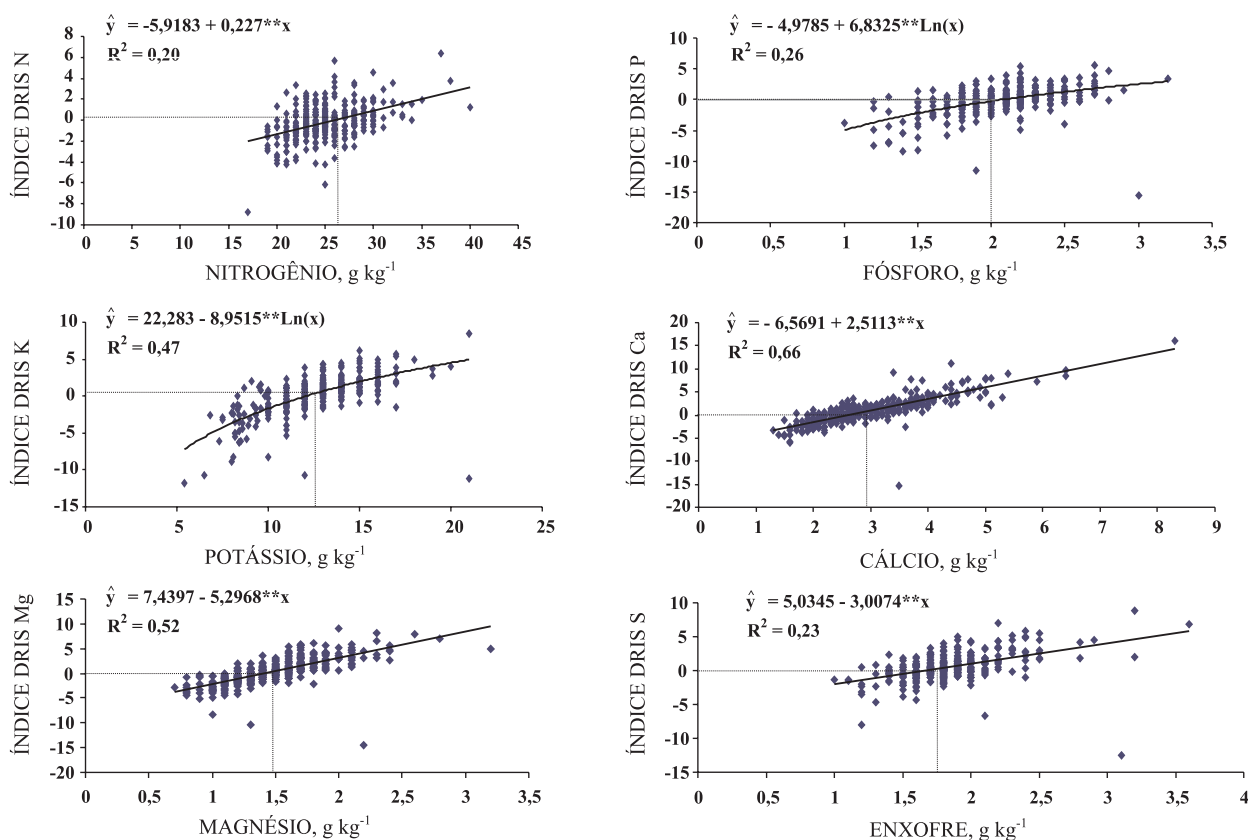 ŷ = -5,9183 + 0,227**x
R² = 0,20
ÍNDICE DRIS N
8
6
4
2
0
-2
-4
-6
-8
-10
0 5 10 15 20 25 30 35 40 45
NITROGÊNIO, g kg⁻¹
ŷ = - 4,9785 + 6,8325**Ln(x)
R² = 0,26
ÍNDICE DRIS P
10
5
0
-5
-10
-15
-20
0 0,5 1 1,5 2 2,5 3 3,5
FÓSFORO, g kg⁻¹
ŷ = 22,283 - 8,9515**Ln(x)
R² = 0,47
ÍNDICE DRIS K
10
5
0
-5
-10
-15
0 5 10 15 20 25
POTÁSSIO, g kg⁻¹
ŷ = - 6,5691 + 2,5113**x
R² = 0,66
ÍNDICE DRIS Ca
20
15
10
5
0
-5
-10
-15
-20
0 1 2 3 4 5 6 7 8 9
CÁLCIO, g kg⁻¹
ŷ = 7,4397 - 5,2968**x
R² = 0,52
ÍNDICE DRIS Mg
15
10
5
0
-5
-10
-15
-20
0 0,5 1 1,5 2 2,5 3 3,5
MAGNÉSIO, g kg⁻¹
ŷ = 5,0345 - 3,0074**x
R² = 0,23
ÍNDICE DRIS S
10
5
0
-5
-10
-15
0 0,5 1 1,5 2 2,5 3 3,5 4
ENXOFRE, g kg⁻¹